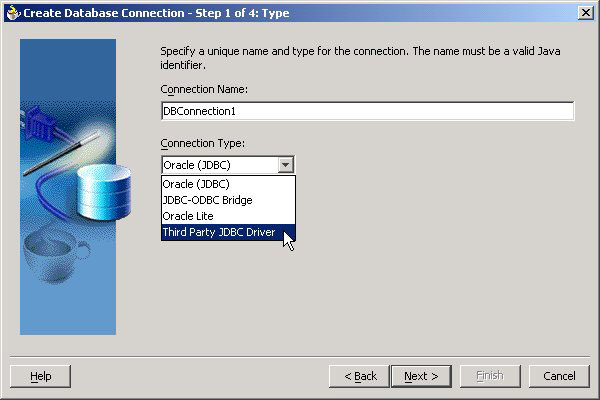 Create Database Connection - Step 1 of 4: Type
Specify a unique name and type for the connection. The name must be a valid Java
identifier.
Connection Name:
DBConnection1
Connection Type:
Oracle (JDBC)
Oracle (JDBC)
JDBC-ODBC Bridge
Oracle Lite
Third Party JDBC Driver
Help
< Back
Next >
Finish
Cancel